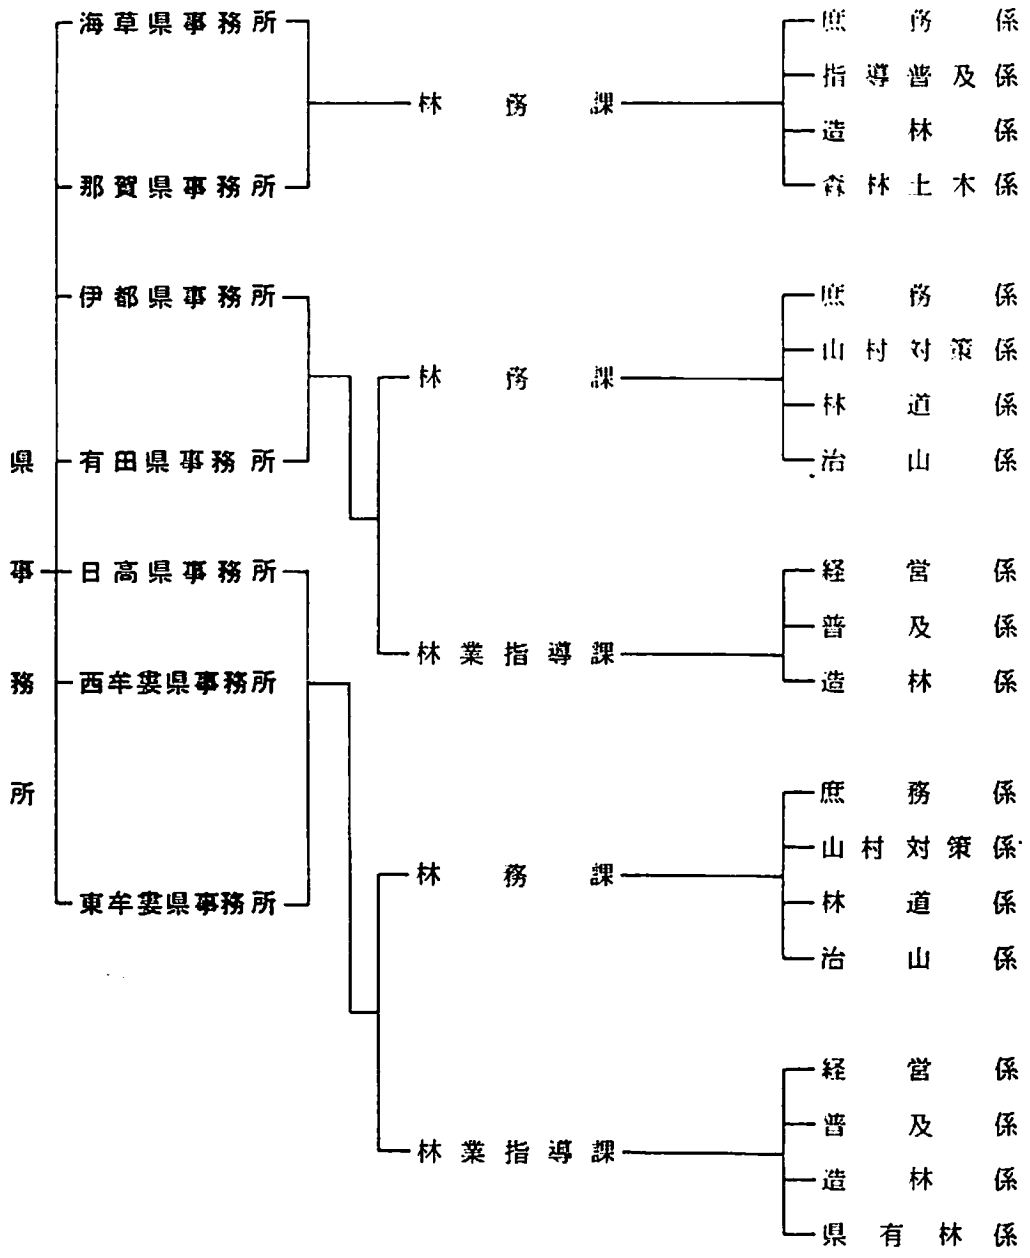 県事務所
海草県事務所
那賀県事務所
伊都県事務所
有田県事務所
日高県事務所
西牟婁県事務所
東牟婁県事務所
林務課
庶務係
指導普及係
造林係
森林土木係
林務課
庶務係
山村対策係
林道係
治山係
林業指導課
経営係
普及係
造林係
林務課
庶務係
山村対策係
林道係
治山係
林業指導課
経営係
普及係
造林係
県有林係